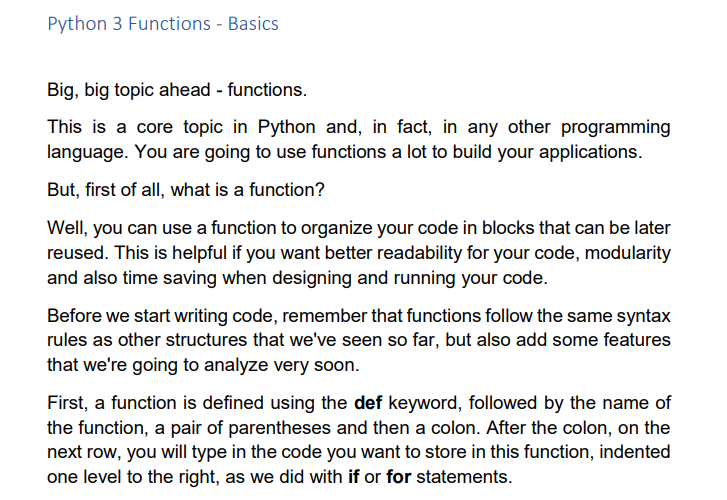 Python 3 Functions - Basics
Big, big topic ahead - functions.
This is a core topic in Python and, in fact, in any other programming
language. You are going to use functions a lot to build your applications.
But, first of all, what is a function?
Well, you can use a function to organize your code in blocks that can be later
reused. This is helpful if you want better readability for your code, modularity
and also time saving when designing and running your code.
Before we start writing code, remember that functions follow the same syntax
rules as other structures that we've seen so far, but also add some features
that we're going to analyze very soon.
First, a function is defined using the def keyword, followed by the name of
the function, a pair of parentheses and then a colon. After the colon, on the
next row, you will type in the code you want to store in this function, indented
one level to the right, as we did with if or for statements.